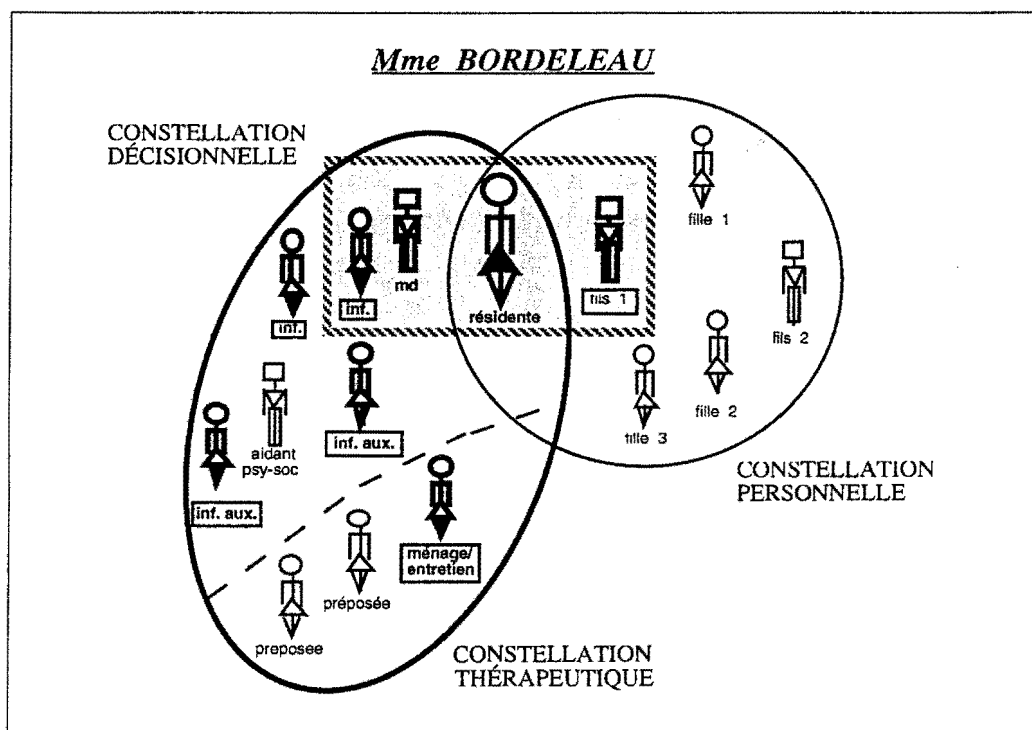 Mme BORDELEAU
CONSTELLATION
DÉCISIONNELLE
fille 1
inf.
md
résidente
fils 1
inf.
fils 2
fille 2
fille 3
inf. aux.
aidant
psy-soc
inf. aux.
CONSTELLATION
PERSONNELLE
ménage/
entretien
préposée
preposee
CONSTELLATION
THÉRAPEUTIQUE